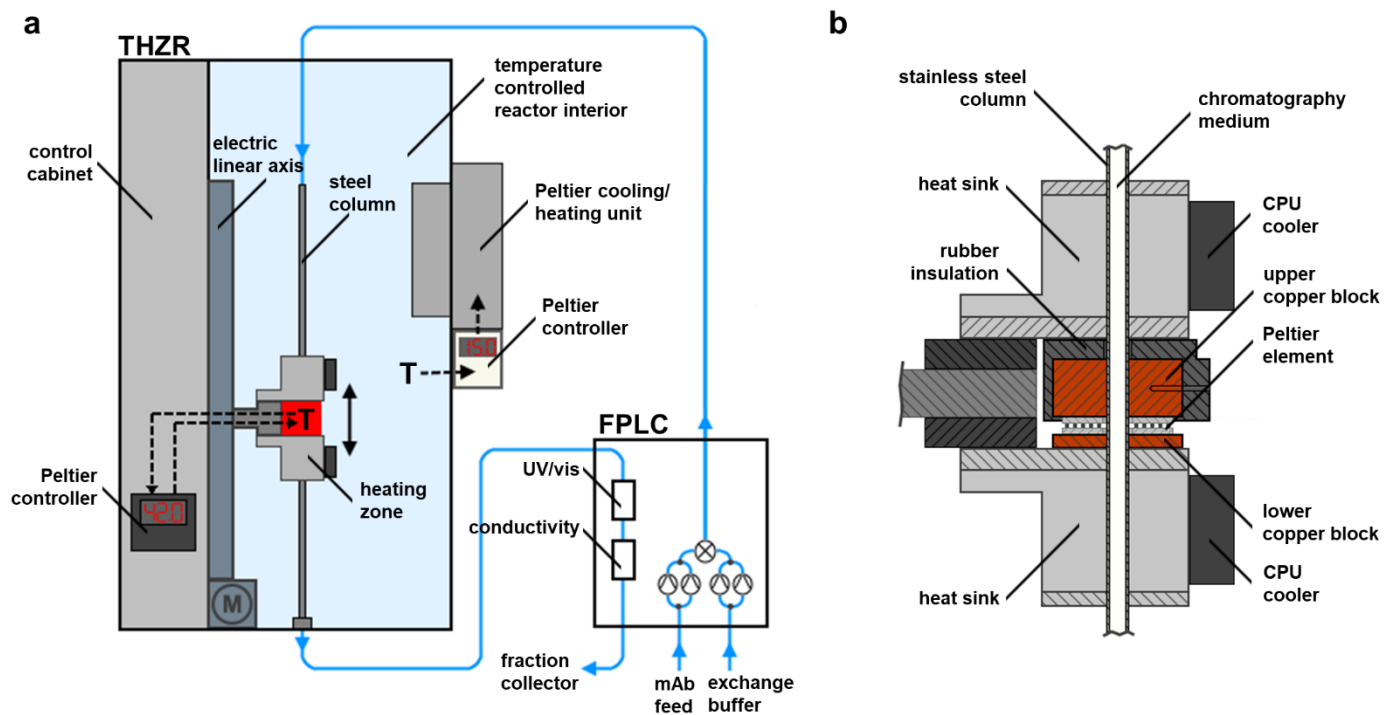 a
THZR
temperature
controlled
reactor interior
electric
linear axis
control
cabinet
steel
column
Peltier cooling/
heating unit
Peltier
controller
15.0
T
T
Peltier
controller
42.0
heating
zone
M
FPLC
UV/vis
conductivity
fraction
collector
mAb
feed
exchange
buffer
b
stainless steel
column
chromatography
medium
heat sink
CPU
cooler
rubber
insulation
upper
copper block
Peltier
element
lower
copper block
heat sink
CPU
cooler